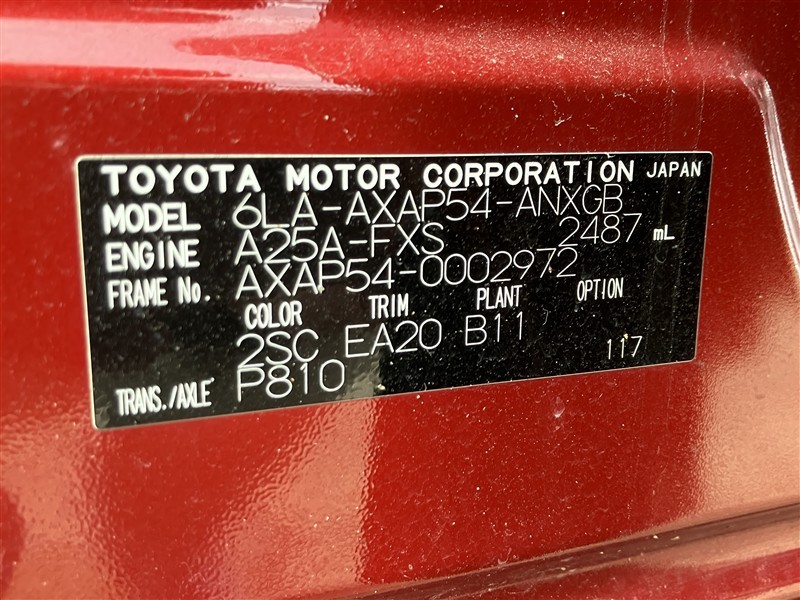 TOYOTA MOTOR CORPORATION JAPAN
MODEL 6LA-AXAP54-ANXGB
ENGINE A25A-FXS 2487 mL
FRAME No. AXAP54-0002972
COLOR TRIM PLANT OPTION
2SC EA20 B11
TRANS./AXLE P810 117